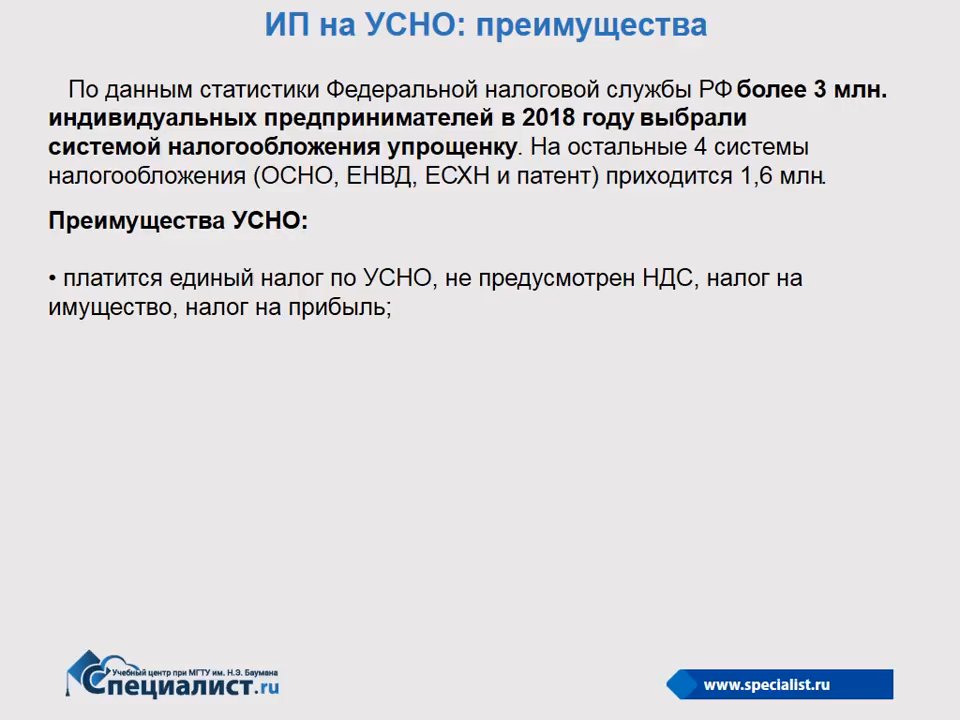 ИП на УСНО: преимущества
По данным статистики Федеральной налоговой службы РФ более 3 млн.
индивидуальных предпринимателей в 2018 году выбрали
системой налогообложения упрощенку. На остальные 4 системы
налогообложения (ОСНО, ЕНВД, ЕСХН и патент) приходится 1,6 млн.
Преимущества УСНО:
• платится единый налог по УСНО, не предусмотрен НДС, налог на
имущество, налог на прибыль;
Учебный центр при МГТУ им. Н.Э. Баумана
Специалист.ru
www.specialist.ru